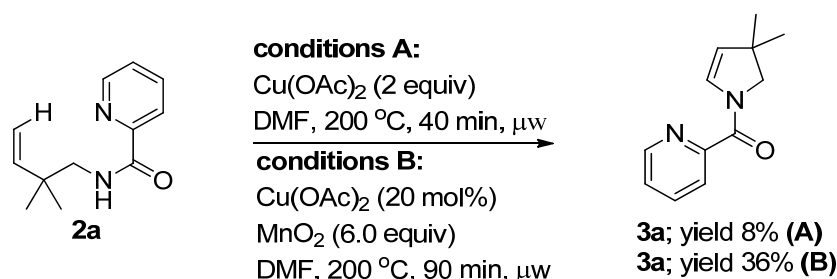 conditions A:
Cu(OAc)2 (2 equiv)
DMF, 200 °C, 40 min, μw
conditions B:
Cu(OAc)2 (20 mol%)
MnO2 (6.0 equiv)
DMF, 200 °C, 90 min, μw
H
N
N
H
O
2a
N
N
O
3a; yield 8% (A)
3a; yield 36% (B)